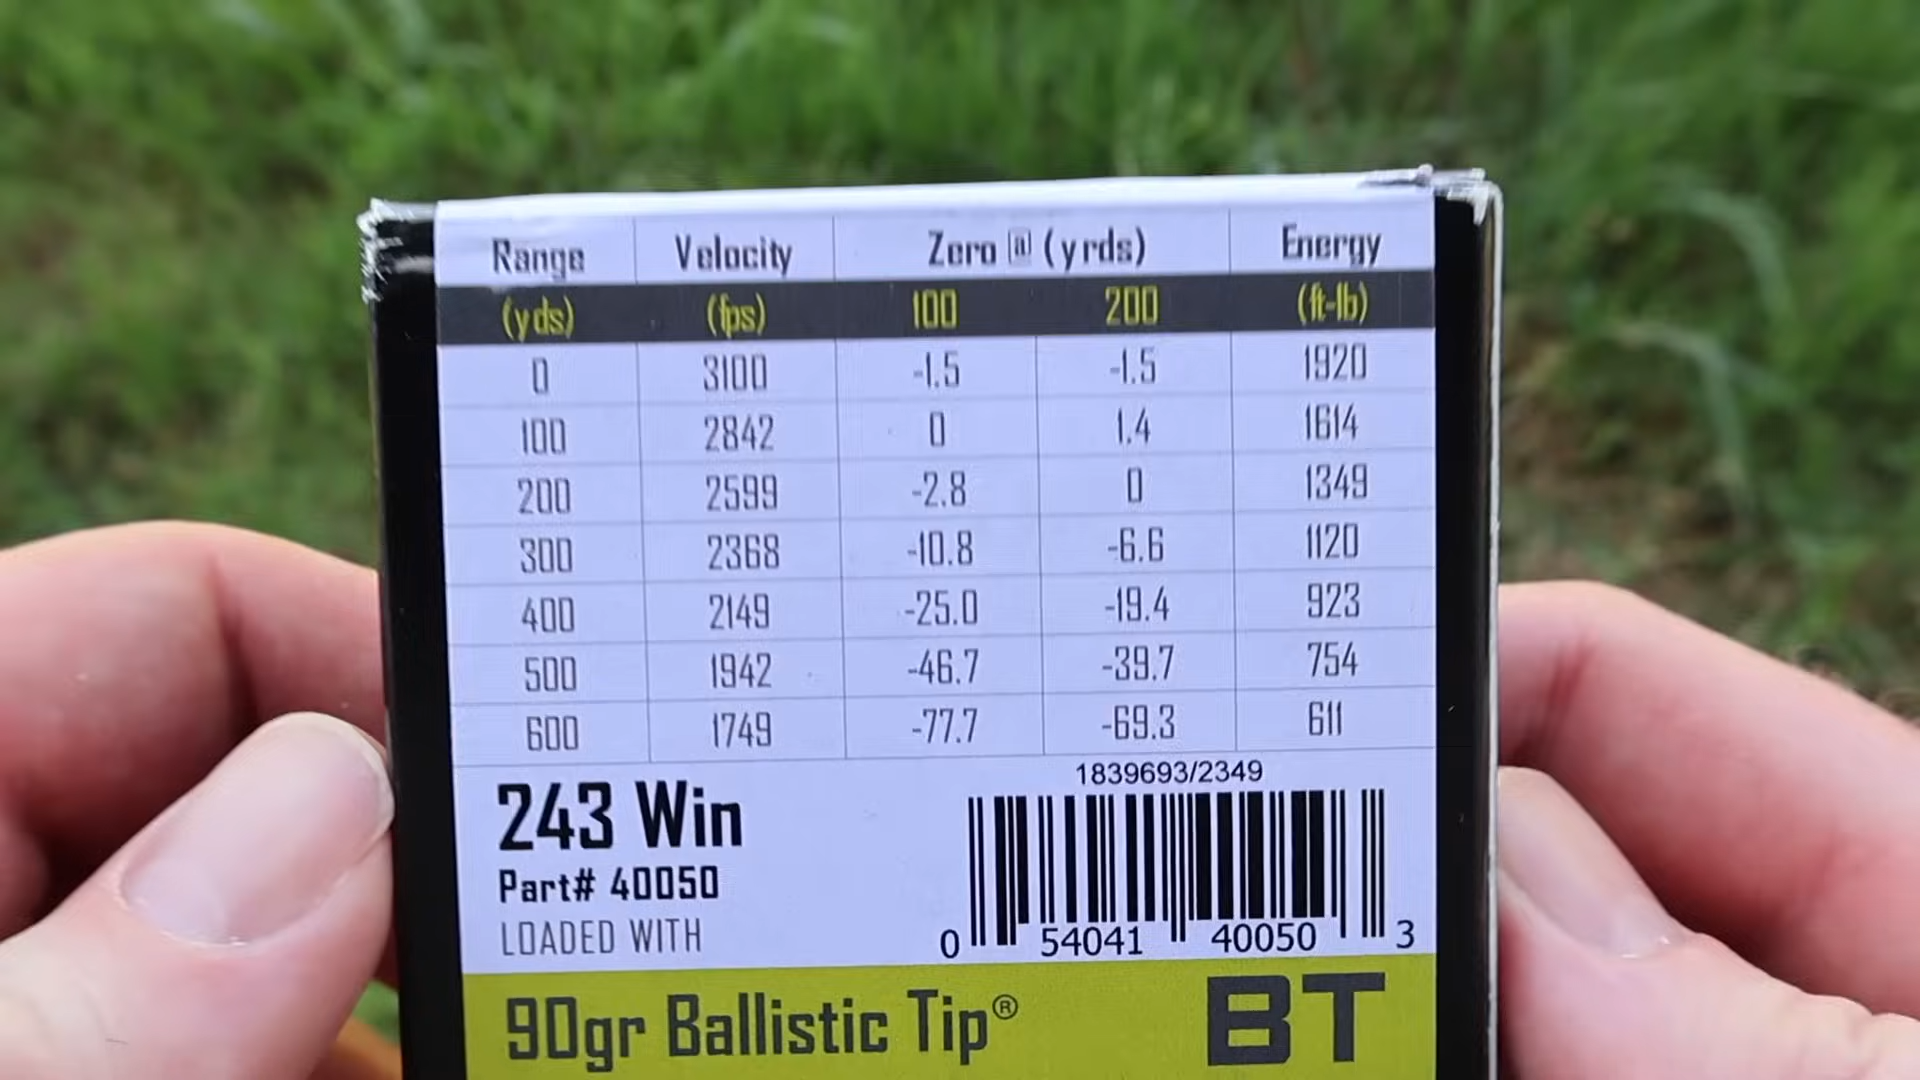 Range Velocity Zero @ (yrds) Energy
(yds) (fps) 100 200 (ft-lb)
0 3100 -1.5 -1.5 1920
100 2842 0 1.4 1614
200 2599 -2.8 0 1349
300 2368 -10.8 -6.6 1120
400 2149 -25.0 -19.4 923
500 1942 -46.7 -39.7 754
600 1749 -77.7 -69.3 611
243 Win
Part# 40050
LOADED WITH
1839693/2349
0 54041 40050 3
90gr Ballistic Tip® BT